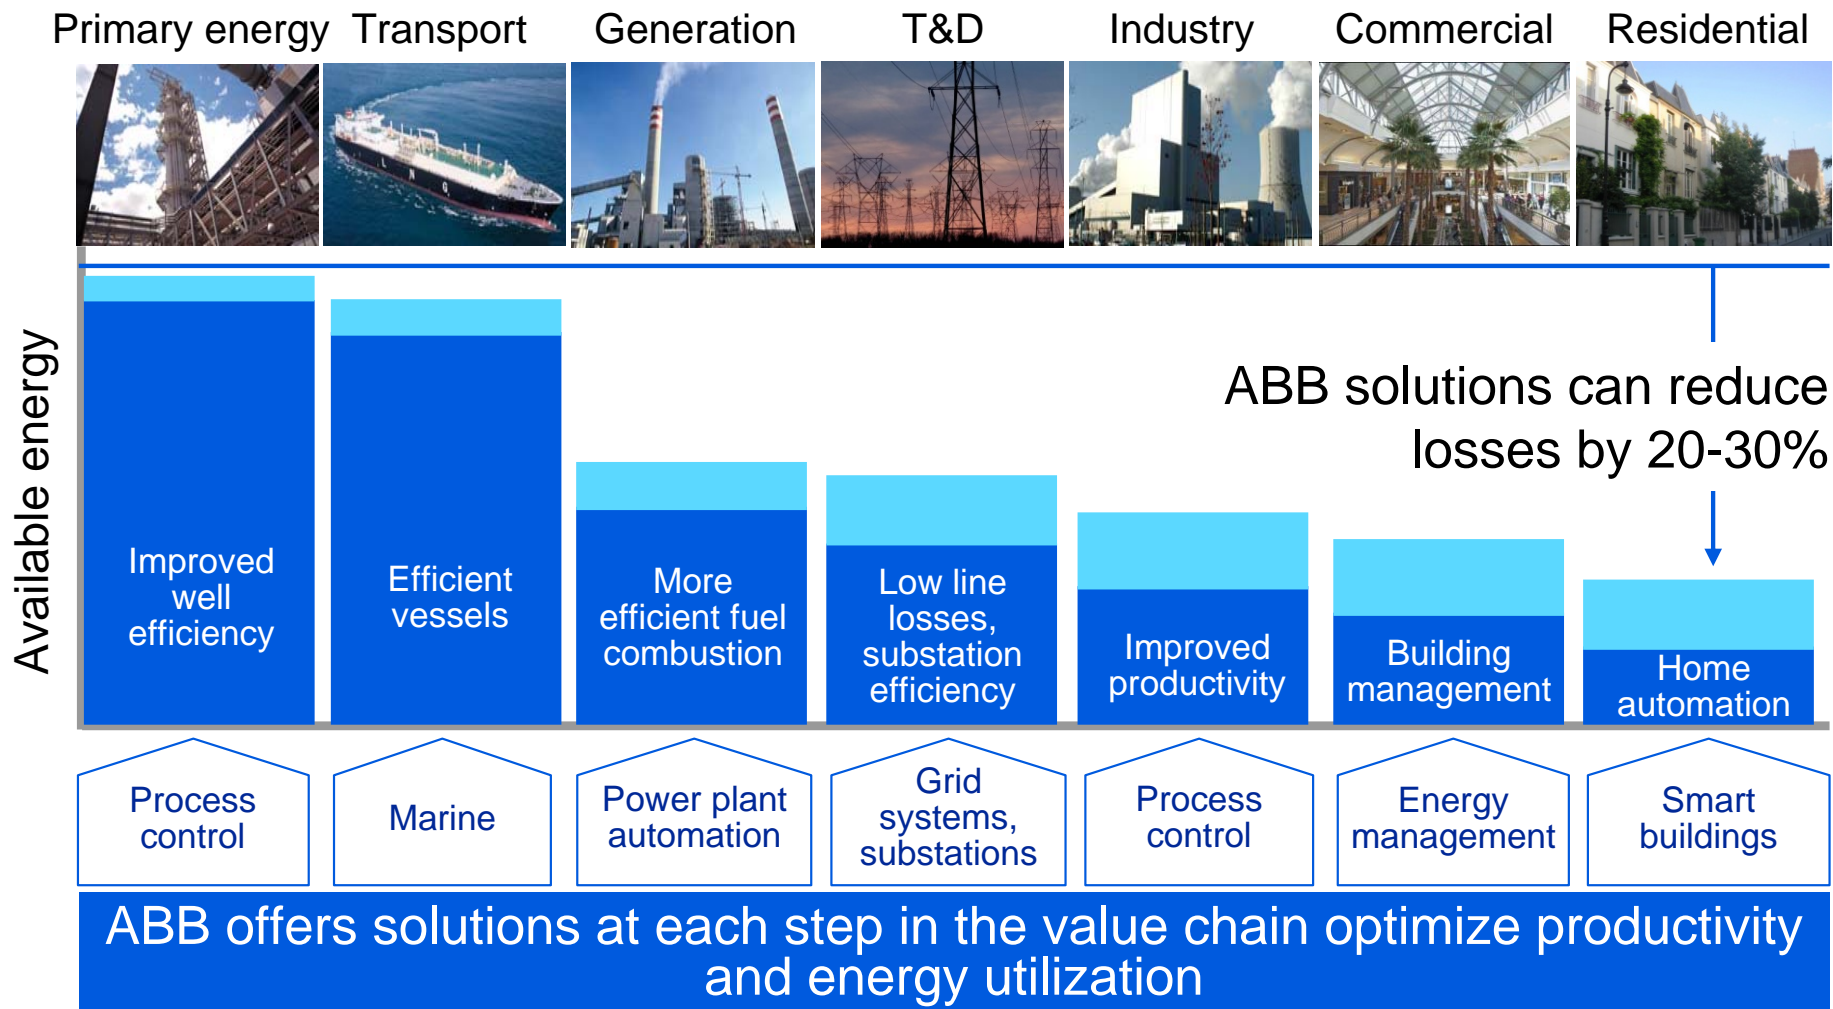 Primary energy
Transport
Generation
T&D
Industry
Commercial
Residential
L N G
Available energy
ABB solutions can reduce
losses by 20-30%
Improved
well
efficiency
Efficient
vessels
More
efficient fuel
combustion
Low line
losses,
substation
efficiency
Improved
productivity
Building
management
Home
automation
Process
control
Marine
Power plant
automation
Grid
systems,
substations
Process
control
Energy
management
Smart
buildings
ABB offers solutions at each step in the value chain optimize productivity
and energy utilization